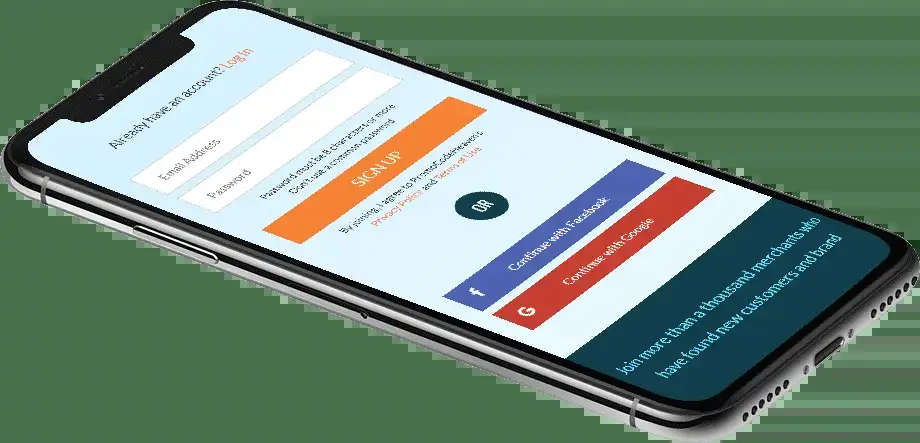 Already have an account? Log In
Email Address
Password
Password must be 8 characters or more
Don't use a common password
SIGN UP
By joining, I agree to PromoCodeHeaven's
Privacy Policy and Terms of Use
OR
f Continue with Facebook
G Continue with Google
Join more than a thousand merchants who
have found new customers and brand